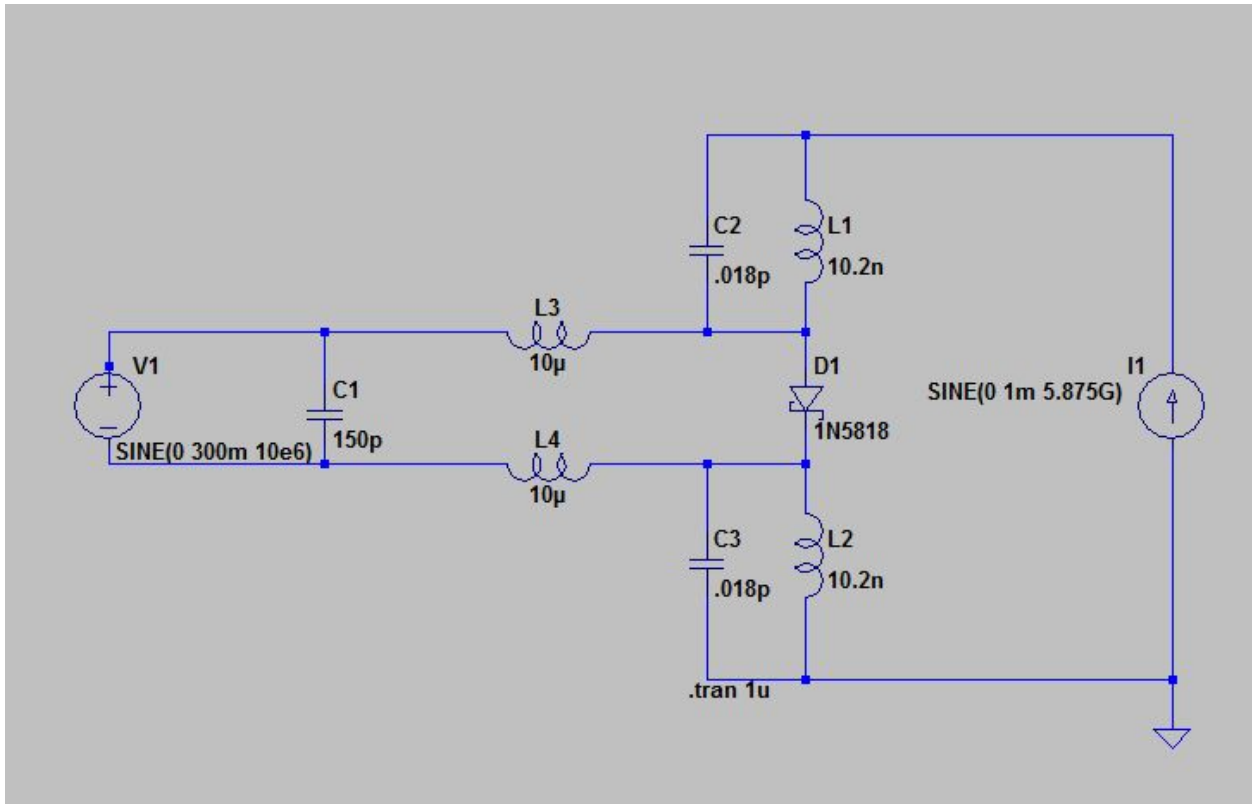 C2
L1
.018p
10.2n
L3
10µ
V1
C1
D1
I1
SINE(0 1m 5.875G)
150p
1N5818
SINE(0 300m 10e6)
L4
10µ
C3
L2
.018p
10.2n
.tran 1u